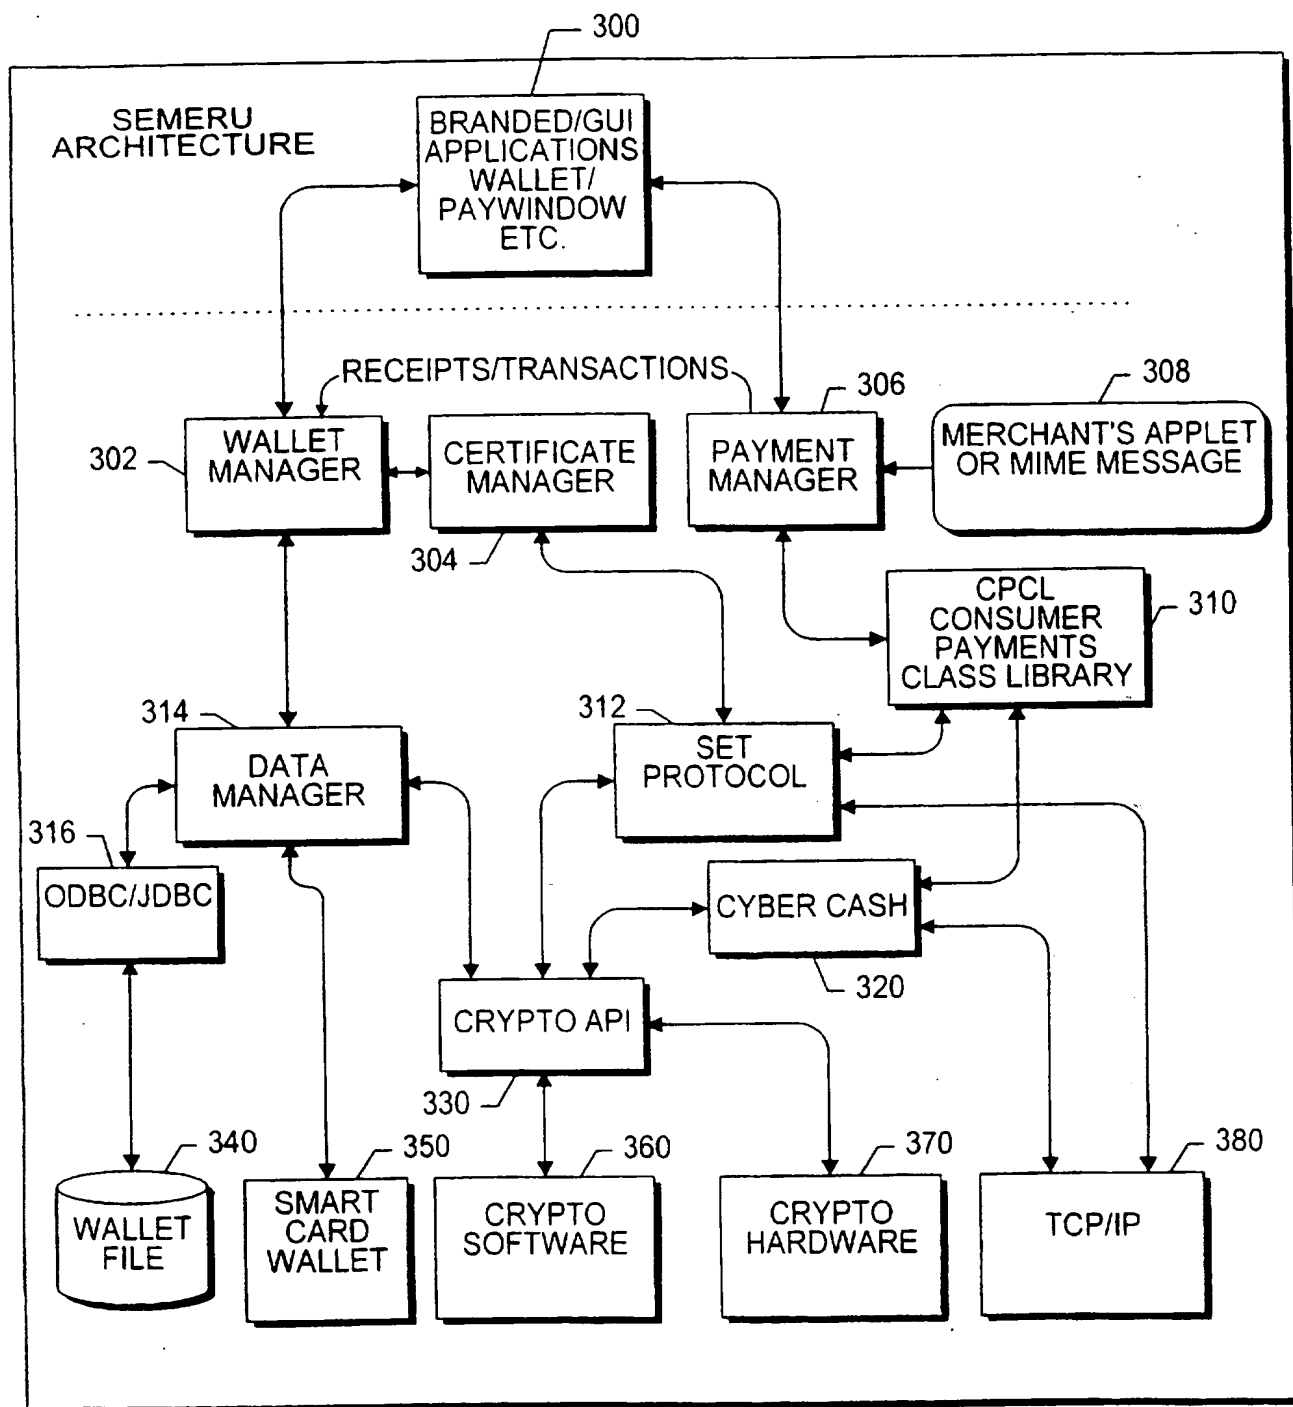 300
SEMERU
ARCHITECTURE
BRANDED/GUI
APPLICATIONS
WALLET/
PAYWINDOW
ETC.
RECEIPTS/TRANSACTIONS
306
308
302
WALLET
MANAGER
CERTIFICATE
MANAGER
PAYMENT
MANAGER
MERCHANT'S APPLET
OR MIME MESSAGE
304
CPCL
CONSUMER
PAYMENTS
CLASS LIBRARY
310
314
312
DATA
MANAGER
SET
PROTOCOL
316
ODBC/JDBC
CYBER CASH
320
CRYPTO API
330
340
350
360
370
380
WALLET
FILE
SMART
CARD
WALLET
CRYPTO
SOFTWARE
CRYPTO
HARDWARE
TCP/IP